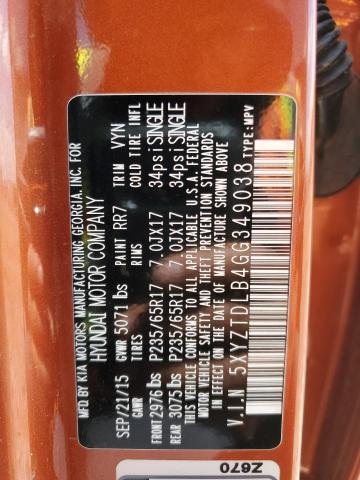 MFG BY KIA MOTORS MANUFACTURING GEORGIA, INC. FOR
HYUNDAI MOTOR COMPANY
SEP/21/15 GVWR 5071 lbs PAINT RR7 TRIM VYN
GAWR TIRES RIMS COLD TIRE INFL
FRONT 2976 lbs P235/65R17 7.0JX17 34psi SINGLE
REAR 3075 lbs P235/65R17 7.0JX17 34psi SINGLE
THIS VEHICLE CONFORMS TO ALL APPLICABLE U.S.A. FEDERAL
MOTOR VEHICLE SAFETY AND THEFT PREVENTION STANDARDS
IN EFFECT ON THE DATE OF MANUFACTURE SHOWN ABOVE.
V.I.N 5XYZTDLB4GG349038 TYPE:MPV
Z670